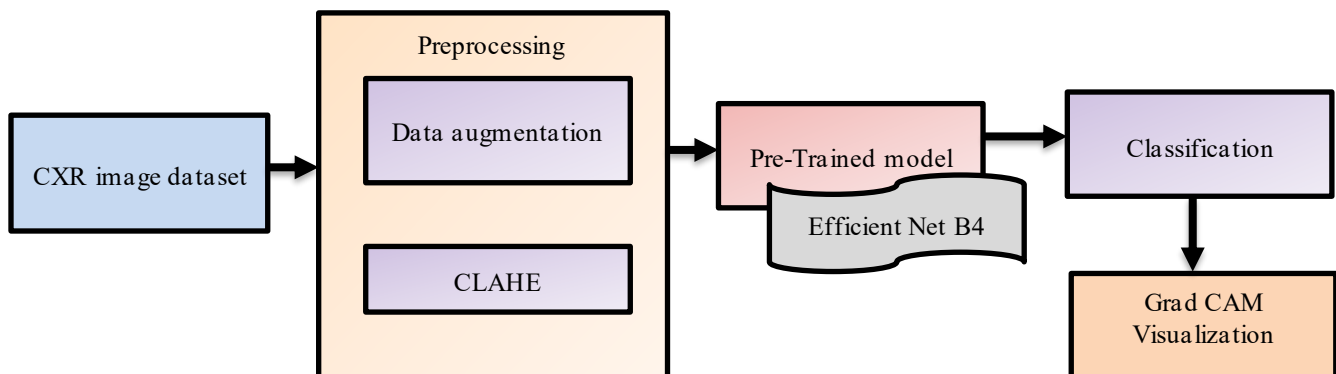 CXR image dataset
Preprocessing
Data augmentation
CLAHE
Pre-Trained model
Efficient Net B4
Classification
Grad CAM
Visualization